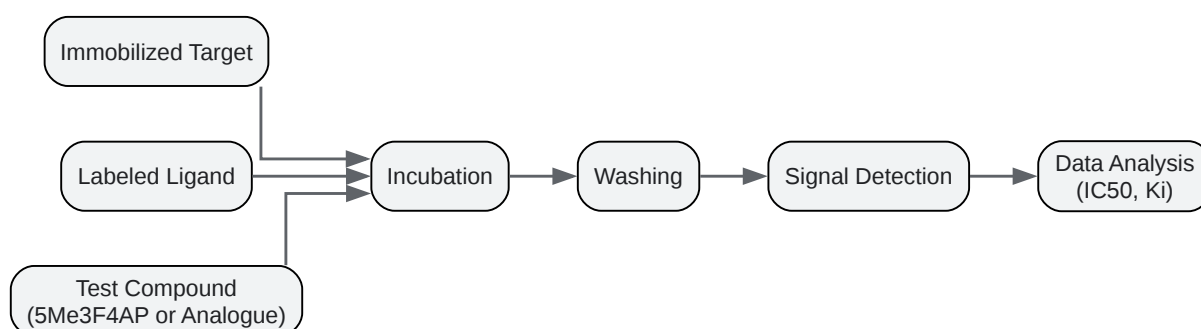 Immobilized Target
Labeled Ligand
Test Compound
(5Me3F4AP or Analogue)
Incubation
Washing
Signal Detection
Data Analysis
(IC50, Ki)